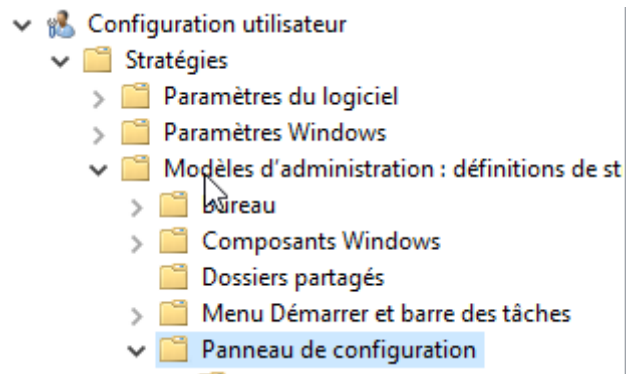 Configuration utilisateur
Stratégies
Paramètres du logiciel
Paramètres Windows
Modèles d'administration : définitions de st
Bureau
Composants Windows
Dossiers partagés
Menu Démarrer et barre des tâches
Panneau de configuration